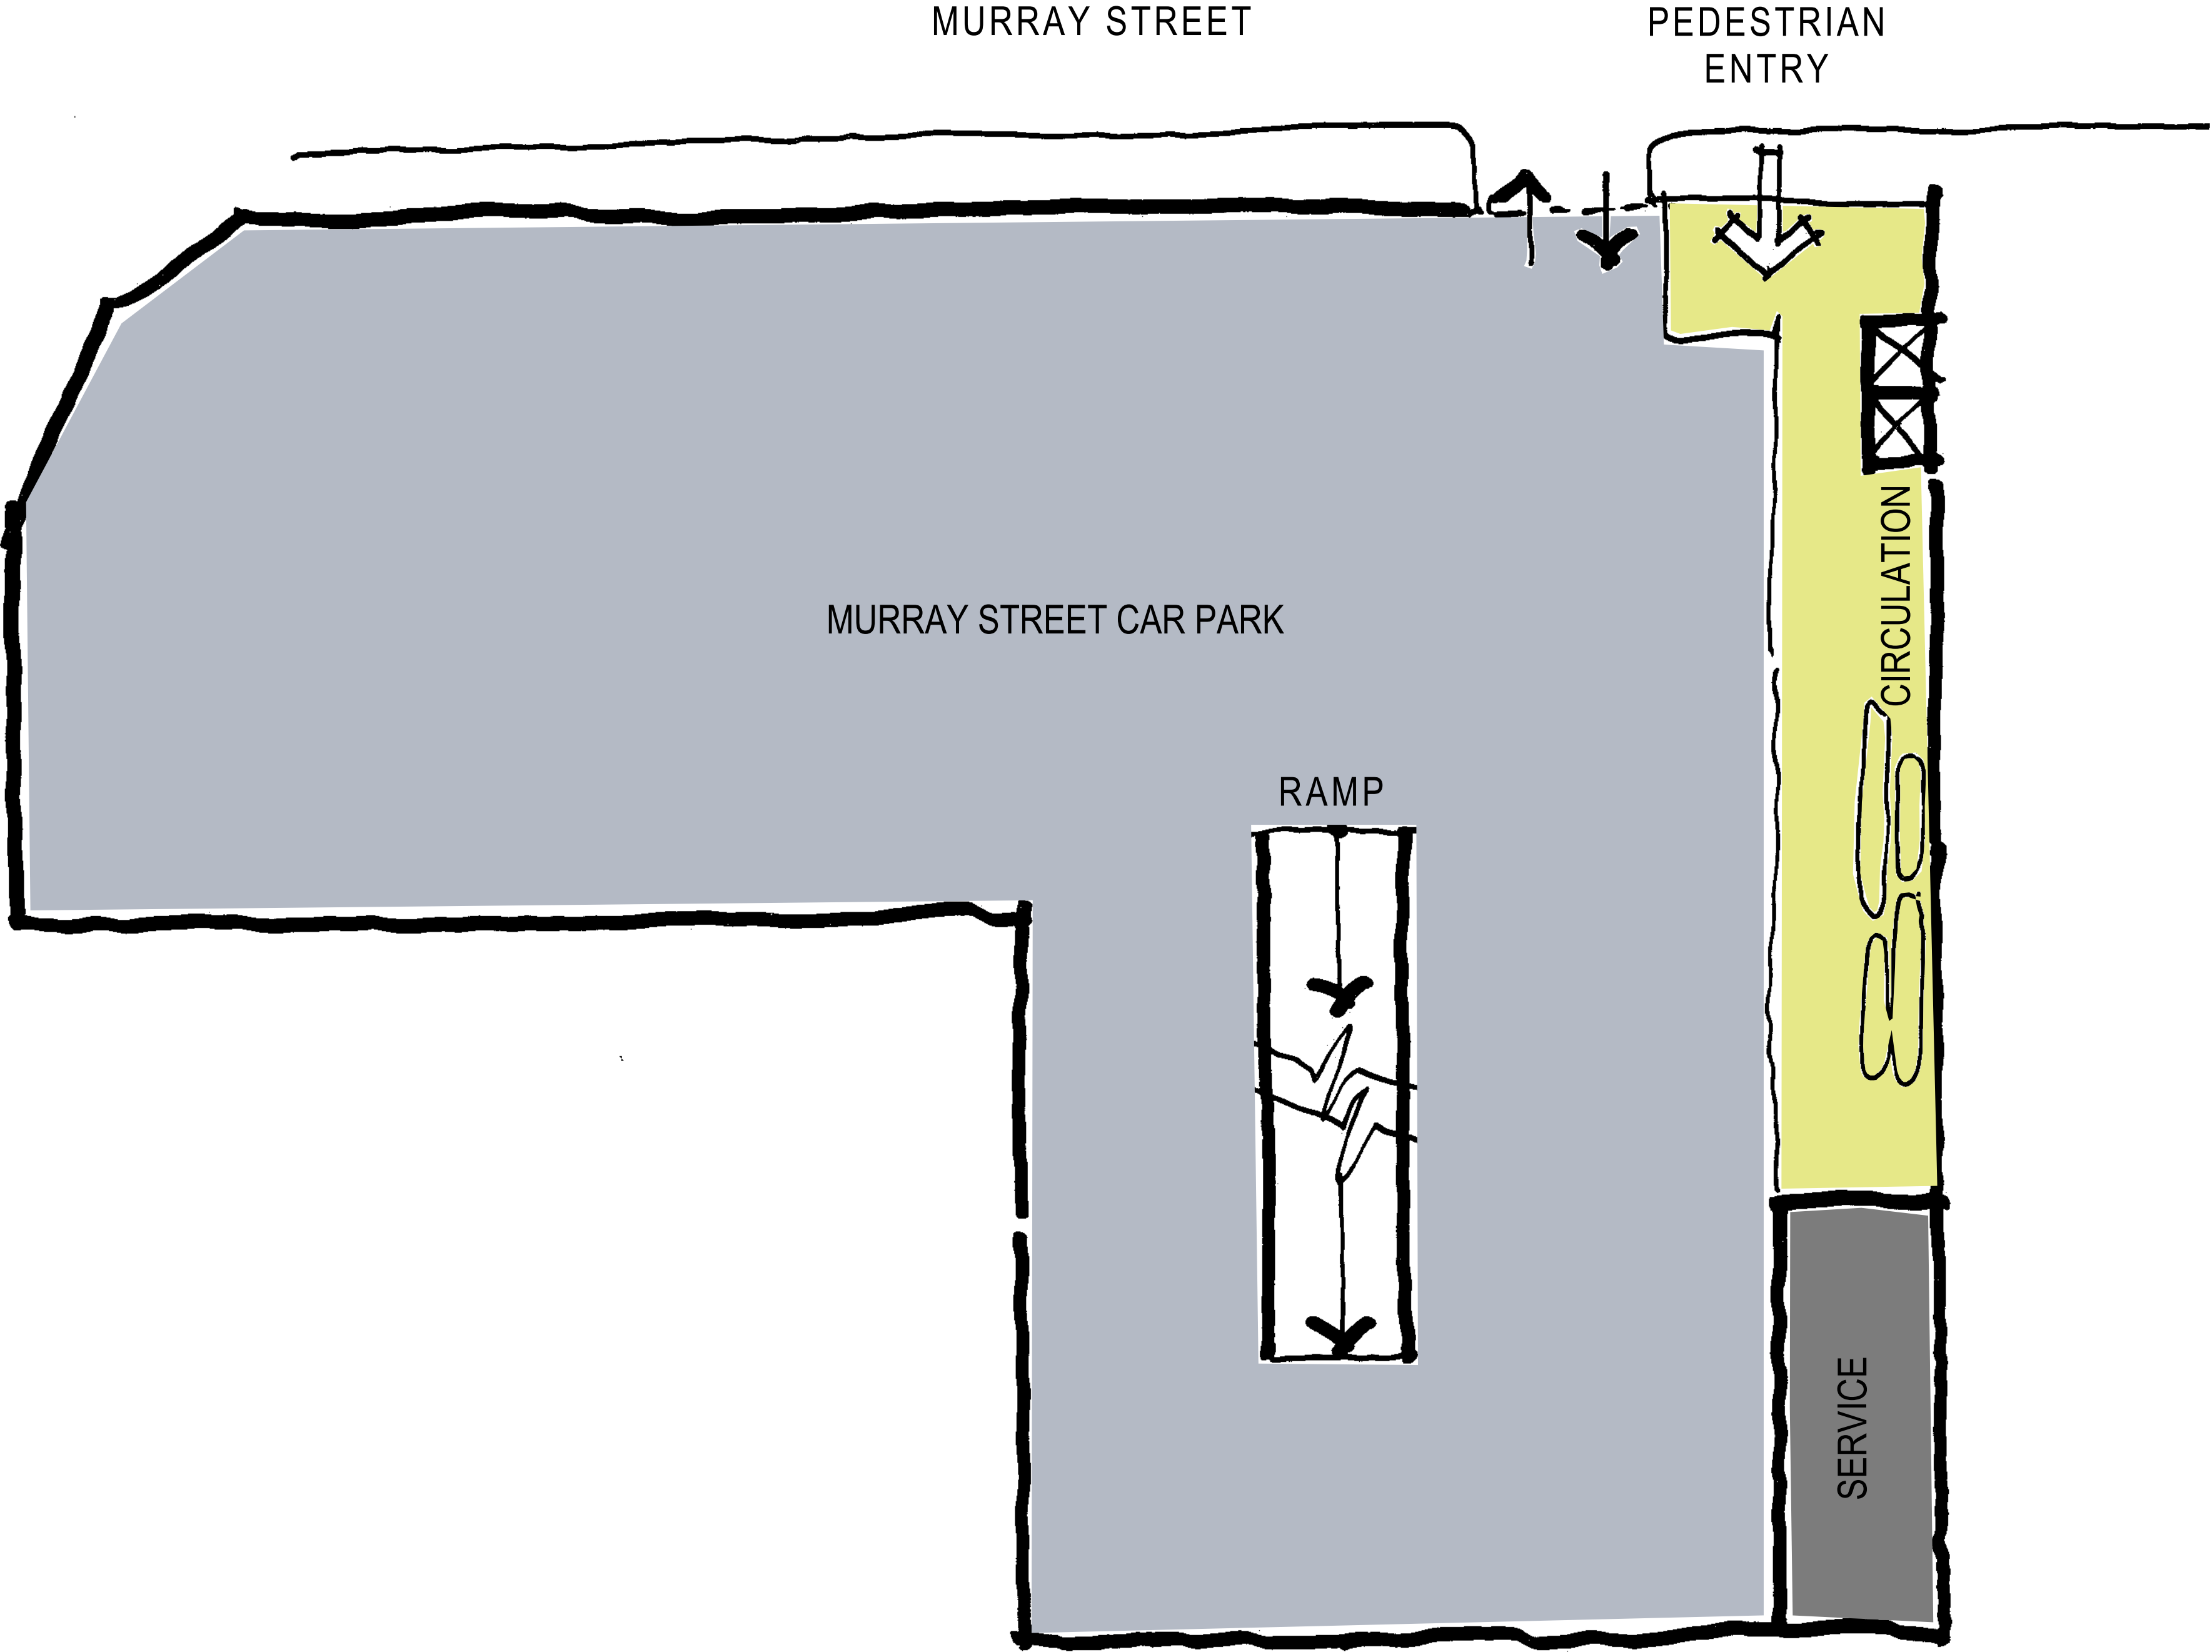 MURRAY STREET
PEDESTRIAN
ENTRY
CIRCULATION
MURRAY STREET CAR PARK
RAMP
SERVICE